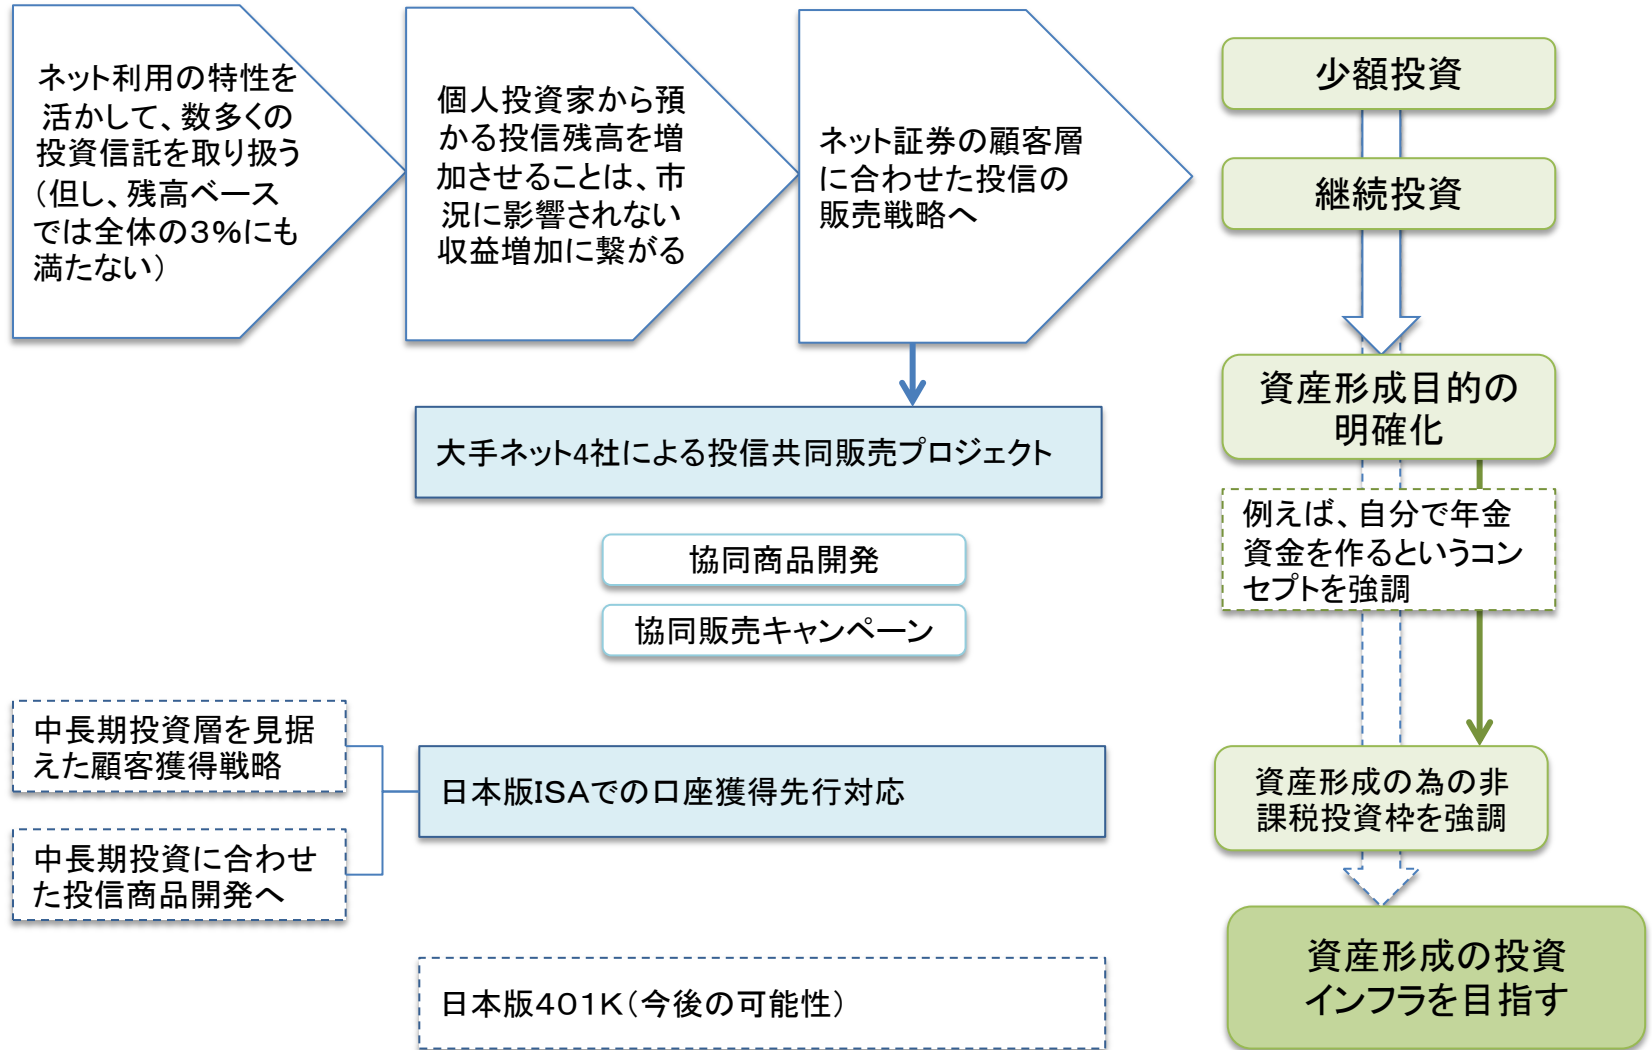 ネット利用の特性を
活かして、数多くの
投資信託を取り扱う
（但し、残高ベース
では全体の３％にも
満たない）
個人投資家から預
かる投信残高を増
加させることは、市
況に影響されない
収益増加に繋がる
ネット証券の顧客層
に合わせた投信の
販売戦略へ
少額投資
継続投資
資産形成目的の
明確化
大手ネット4社による投信共同販売プロジェクト
例えば、自分で年金
資金を作るというコン
セプトを強調
協同商品開発
協同販売キャンペーン
中長期投資層を見据
えた顧客獲得戦略
日本版ISAでの口座獲得先行対応
中長期投資に合わせ
た投信商品開発へ
資産形成の為の非
課税投資枠を強調
日本版４０１Ｋ（今後の可能性）
資産形成の投資
インフラを目指す